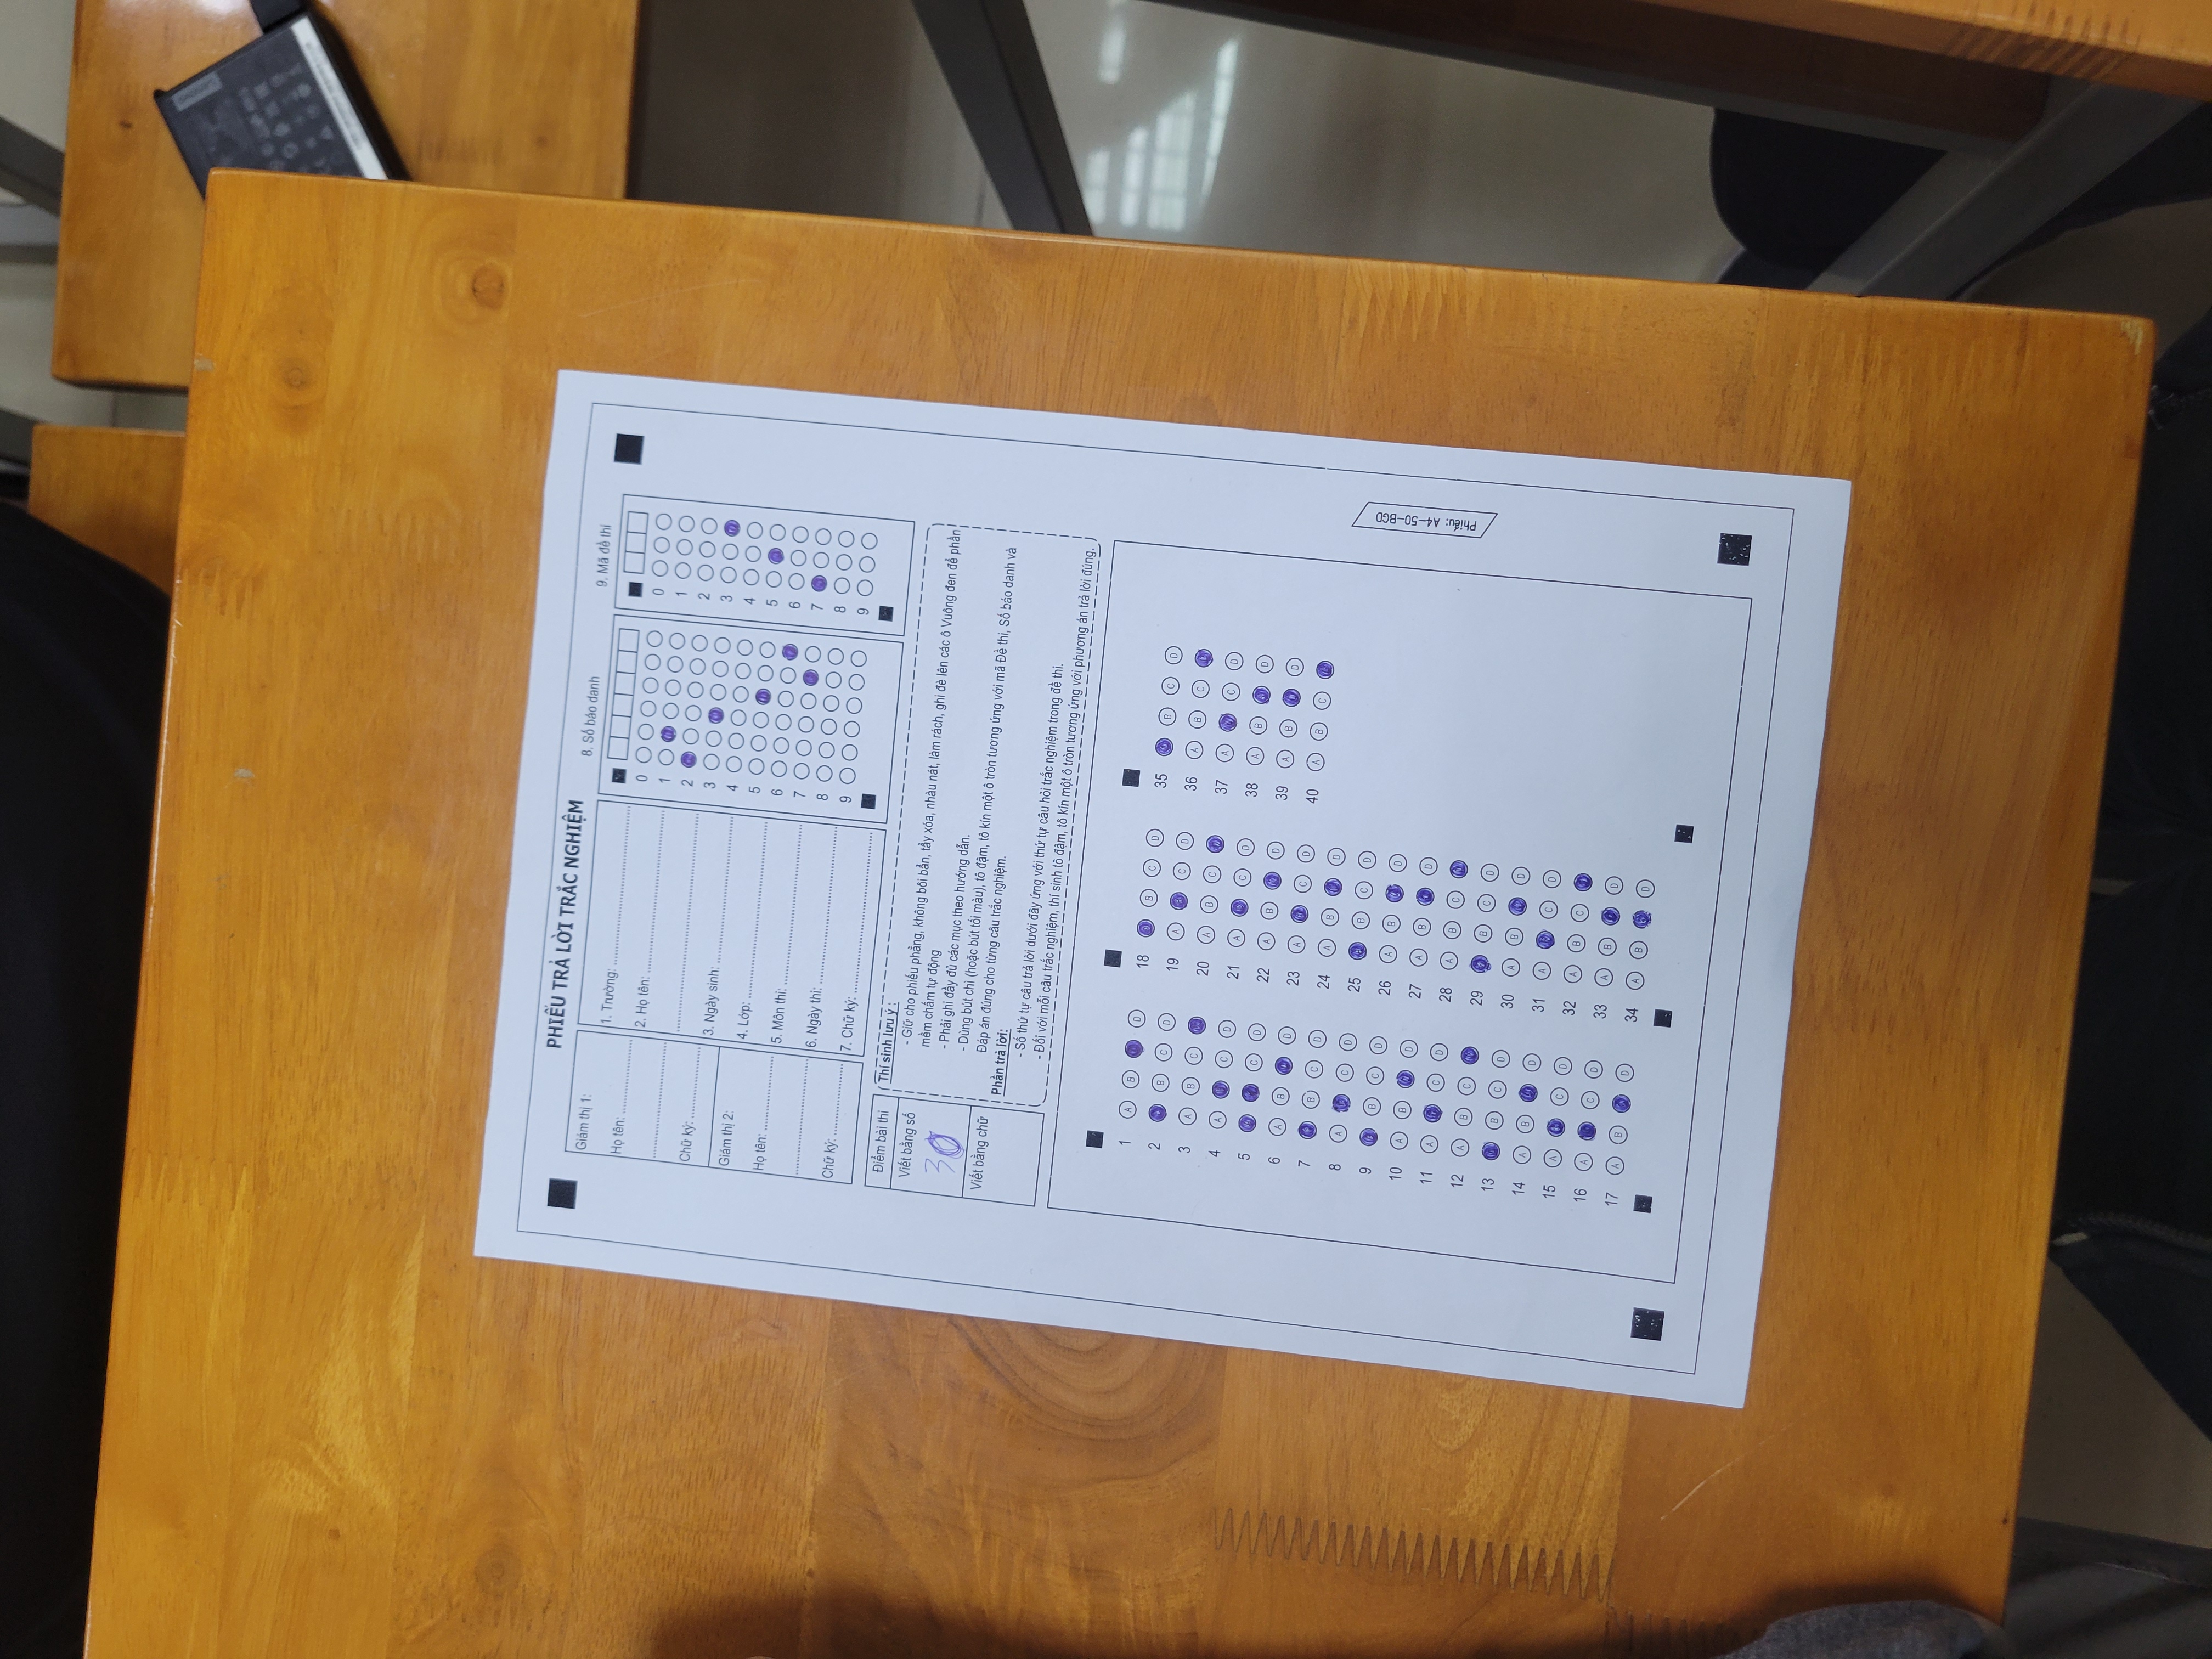 PHIẾU TRẢ LỜI TRẮC NGHIỆM
Giám thị 1:
Họ tên: ........................
........................
Chữ ký: ........................
Giám thị 2:
Họ tên: ........................
........................
Chữ ký: ........................
1. Trường: ........................
2. Họ tên: ........................
........................
3. Ngày sinh: ........................
4. Lớp: ........................
5. Môn thi: ........................
6. Ngày thi: ........................
7. Chữ ký: ........................
8. Số báo danh
0
1
2
3
4
5
6
7
8
9
9. Mã đề thi
0
1
2
3
4
5
6
7
8
9
Điểm bài thi
Viết bằng số
30
Viết bằng chữ
Thí sinh lưu ý :
- Giữ cho phiếu phẳng, không bôi bẩn, tẩy xóa, nhàu nát, làm rách, ghi đè lên các ô Vuông đen để phần
mềm chấm tự động
- Phải ghi đầy đủ các mục theo hướng dẫn.
- Dùng bút chì (hoặc bút tối màu), tô đậm, tô kín một ô tròn tương ứng với mã Đề thi, Số báo danh và
Đáp án đúng cho từng câu trắc nghiệm.
Phần trả lời:
- Số thứ tự câu trả lời dưới đây ứng với thứ tự câu hỏi trắc nghiệm trong đề thi.
- Đối với mỗi câu trắc nghiệm, thí sinh tô đậm, tô kín một ô tròn tương ứng với phương án trả lời đúng.
1 A B D
2 B C D
3 A B C
4 A C D
5 C D
6 A B D
7 B C D
8 A C D
9 B C D
10 A B D
11 A C D
12 A B C
13 B C D
14 A B D
15 A C D
16 A C D
17 A B D
18 B C D
19 A C D
20 A B C
21 A C D
22 A B D
23 A C D
24 A B D
25 B C D
26 A B D
27 A B D
28 A B C
29 B C D
30 A B D
31 A C D
32 A B C
33 A B D
34 A B D
35 B C D
36 A B C
37 A C D
38 A B D
39 A B D
40 A B C
Phiếu: A4-50-BGD